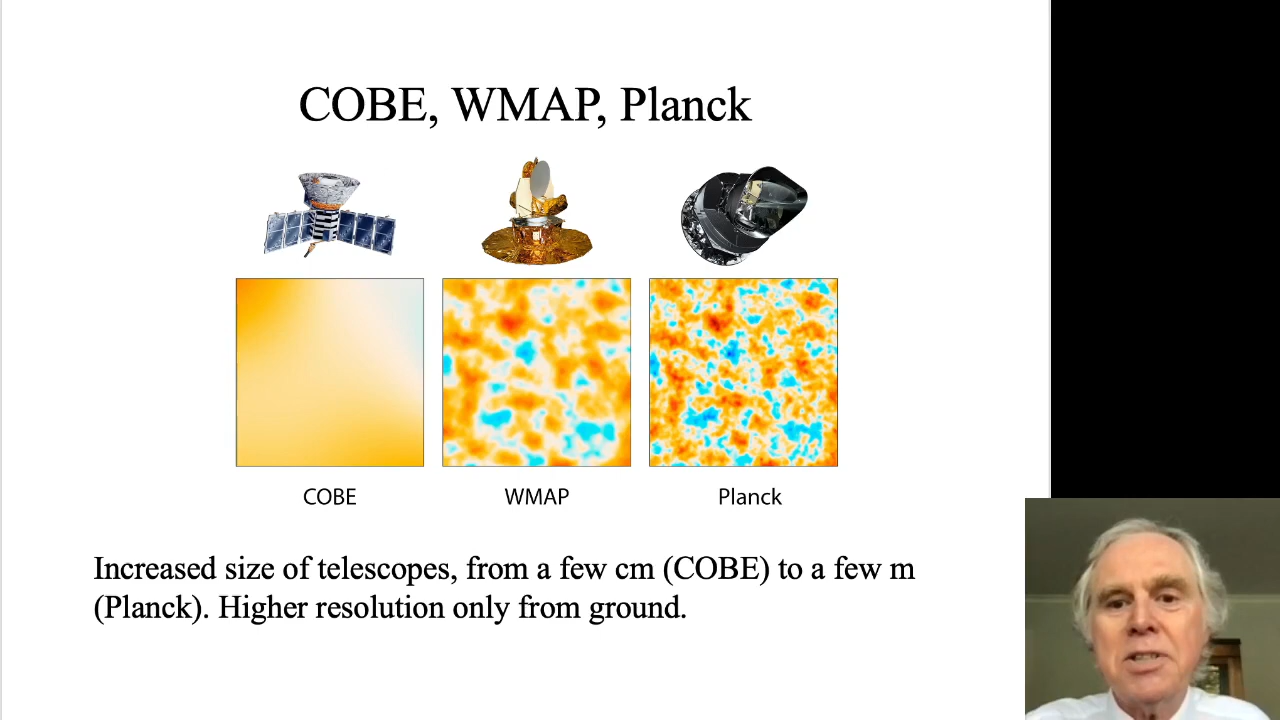 COBE, WMAP, Planck
COBE
WMAP
Planck
Increased size of telescopes, from a few cm (COBE) to a few m
(Planck). Higher resolution only from ground.